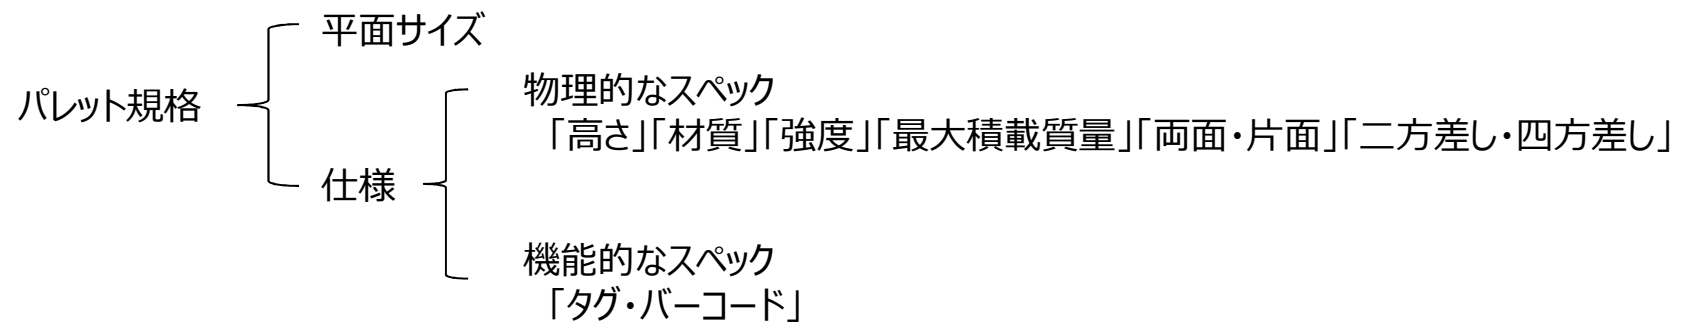 平面サイズ
パレット規格
物理的なスペック
「高さ」「材質」「強度」「最大積載質量」「両面・片面」「二方差し・四方差し」
仕様
機能的なスペック
「タグ・バーコード」